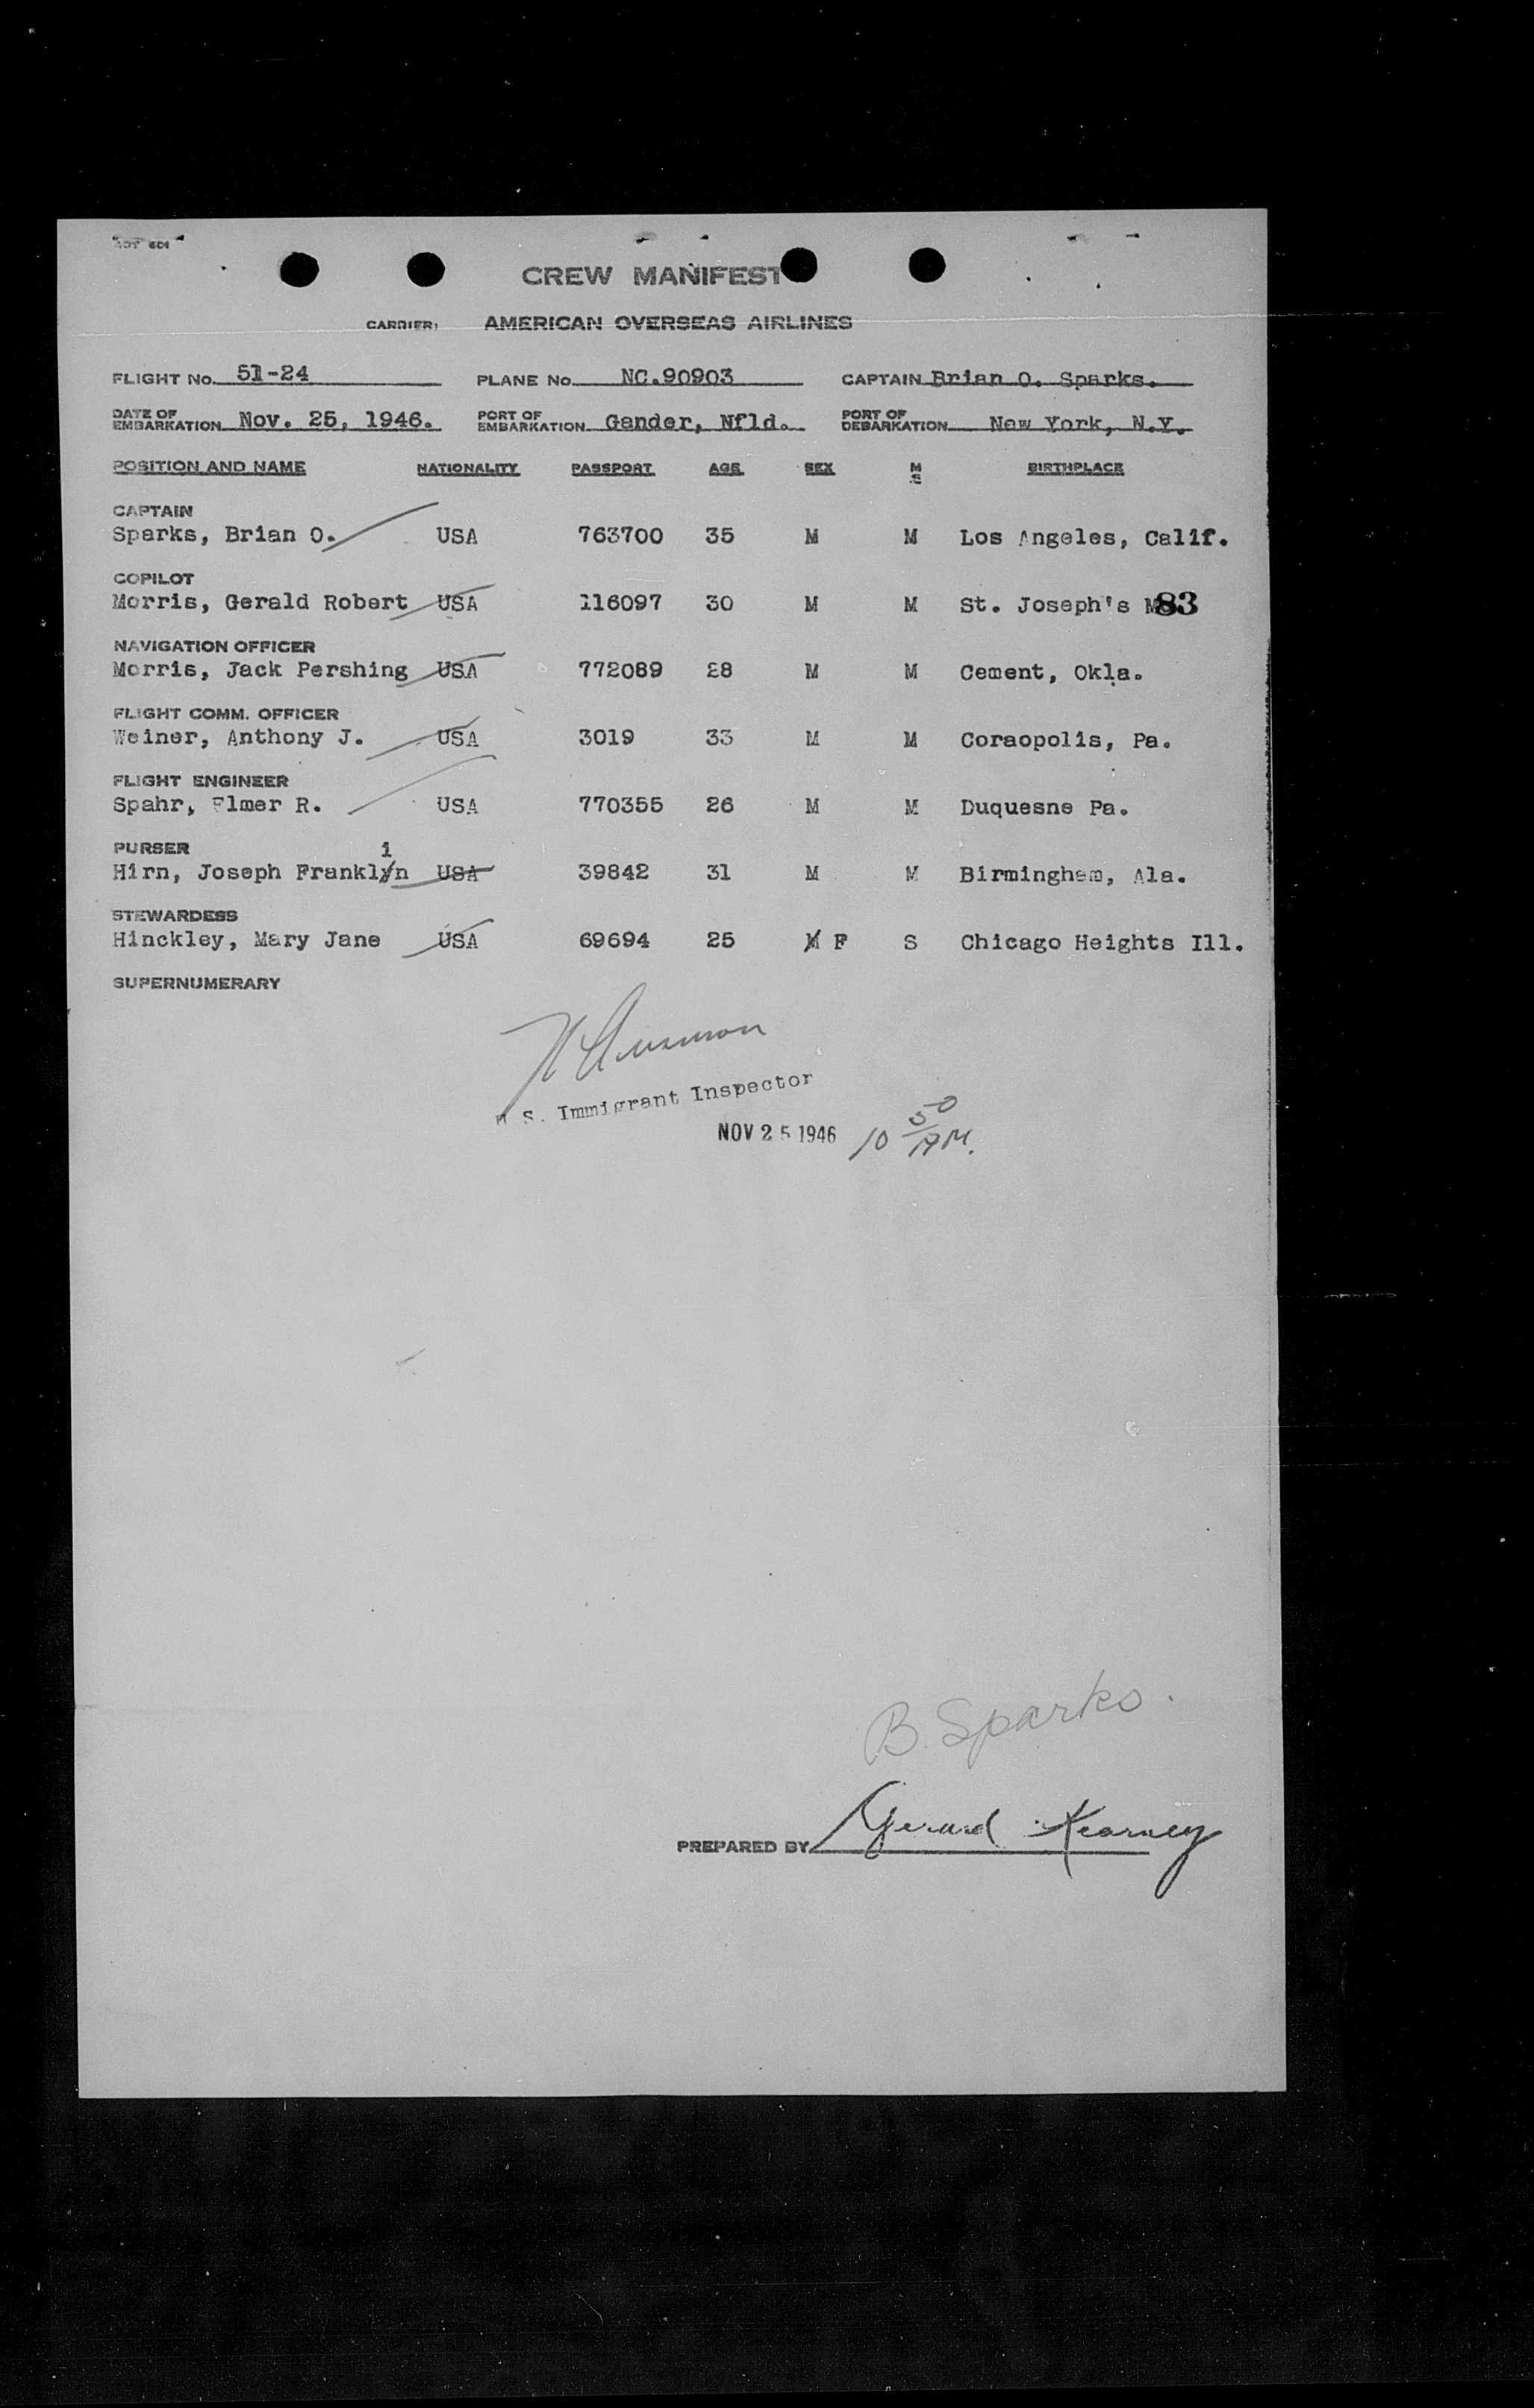 CREW MANIFEST
CARRIER: AMERICAN OVERSEAS AIRLINES
FLIGHT No. 51-24 PLANE No. NC.90903 CAPTAIN Brian O. Sparks.
DATE OF EMBARKATION Nov. 25, 1946. PORT OF EMBARKATION Gander, Nfld. PORT OF DEBARKATION New York, N.Y.
POSITION AND NAME NATIONALITY PASSPORT AGE SEX M S BIRTHPLACE
CAPTAIN
Sparks, Brian O. USA 763700 35 M M Los Angeles, Calif.
COPILOT
Morris, Gerald Robert USA 116097 30 M M St. Joseph's 83
NAVIGATION OFFICER
Morris, Jack Pershing USA 772089 28 M M Cement, Okla.
FLIGHT COMM. OFFICER
Weiner, Anthony J. USA 3019 33 M M Coraopolis, Pa.
FLIGHT ENGINEER
Spahr, Elmer R. USA 770355 26 M M Duquesne Pa.
PURSER
Hirn, Joseph Franklin USA 39842 31 M M Birmingham, Ala.
STEWARDESS
Hinckley, Mary Jane USA 69694 25 M F S Chicago Heights Ill.
SUPERNUMERARY
U. S. Immigrant Inspector
NOV 25 1946 10 50 AM.
B. Sparks.
PREPARED BY Gerard Kearney